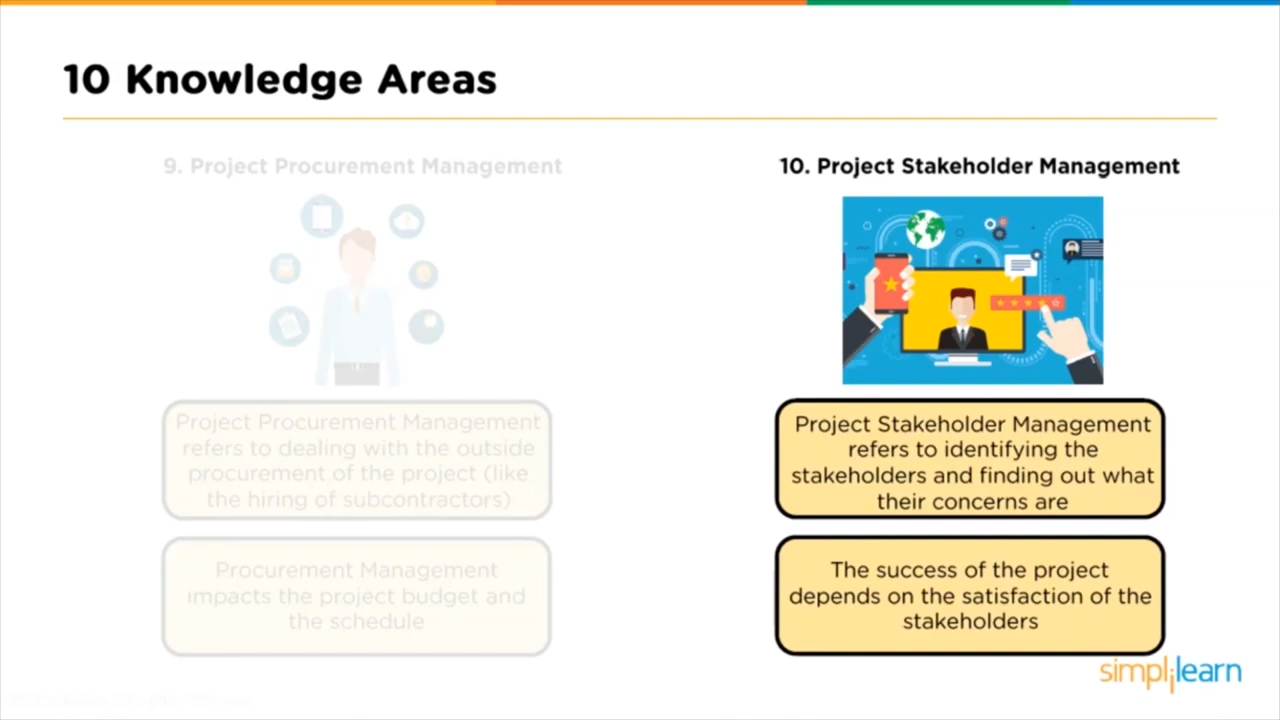 10 Knowledge Areas
9. Project Procurement Management
Project Procurement Management
refers to dealing with the outside
procurement of the project (like
the hiring of subcontractors)
Procurement Management
impacts the project budget and
the schedule
10. Project Stakeholder Management
Project Stakeholder Management
refers to identifying the
stakeholders and finding out what
their concerns are
The success of the project
depends on the satisfaction of the
stakeholders
simplilearn